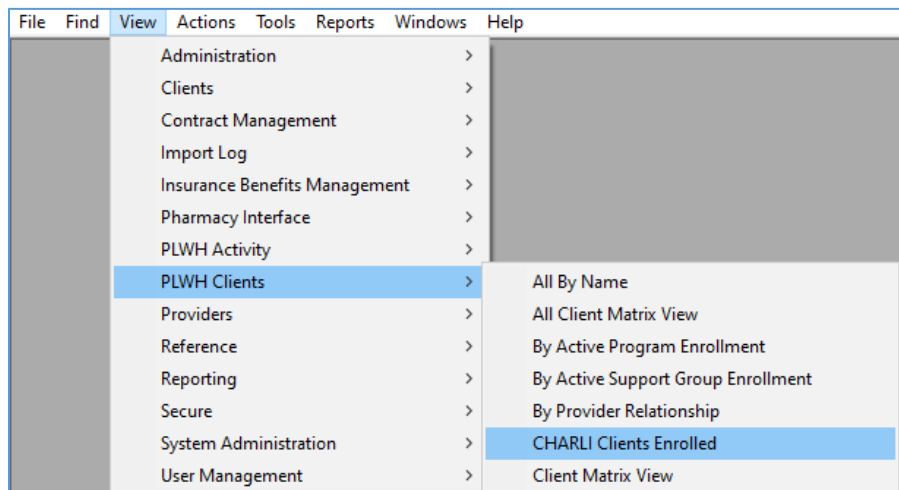 File Find View Actions Tools Reports Windows Help
Administration
Clients
Contract Management
Import Log
Insurance Benefits Management
Pharmacy Interface
PLWH Activity
PLWH Clients
Providers
Reference
Reporting
Secure
System Administration
User Management
All By Name
All Client Matrix View
By Active Program Enrollment
By Active Support Group Enrollment
By Provider Relationship
CHARLI Clients Enrolled
Client Matrix View